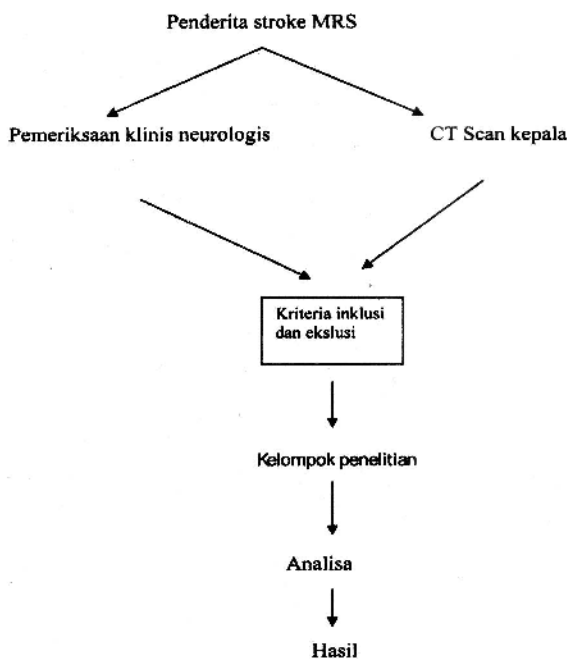 Penderita stroke MRS
Pemeriksaan klinis neurologis
CT Scan kepala
Kriteria inklusi
dan ekslusi
Kelompok penelitian
Analisa
Hasil